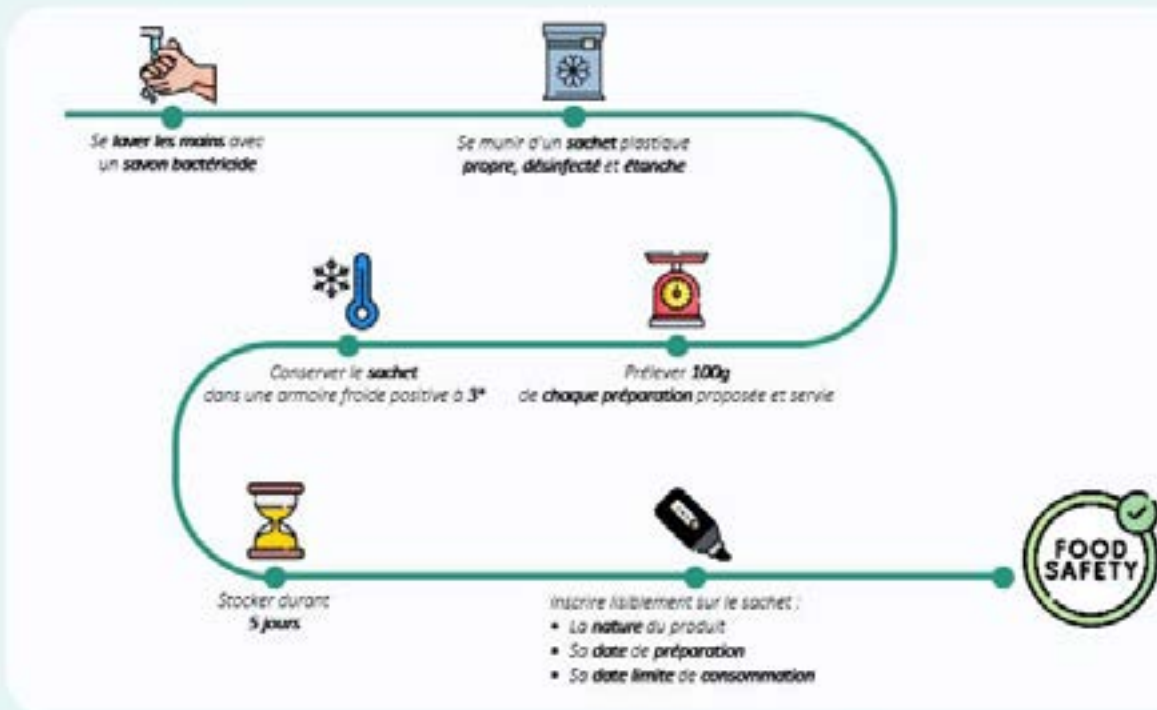 Se laver les mains avec
un savon bactéricide
Se munir d'un sachet plastique
propre, désinfecté et étanche
Prélever 100g
de chaque préparation proposée et servie
Conserver le sachet
dans une armoire froide positive à 3°
Stocker durant
5 jours
Inscrire lisiblement sur le sachet :
• La nature du produit
• Sa date de préparation
• Sa date limite de consommation
FOOD
SAFETY